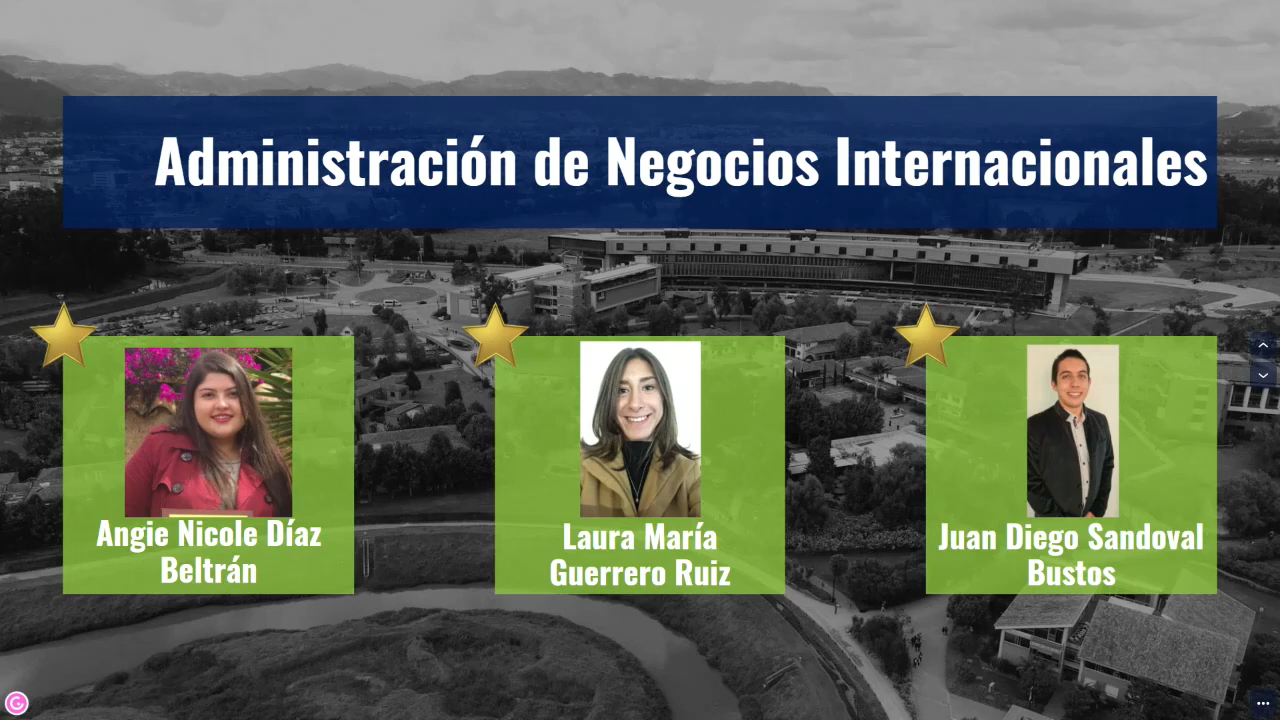 Administración de Negocios Internacionales
Angie Nicole Díaz
Beltrán
Laura María
Guerrero Ruiz
Juan Diego Sandoval
Bustos